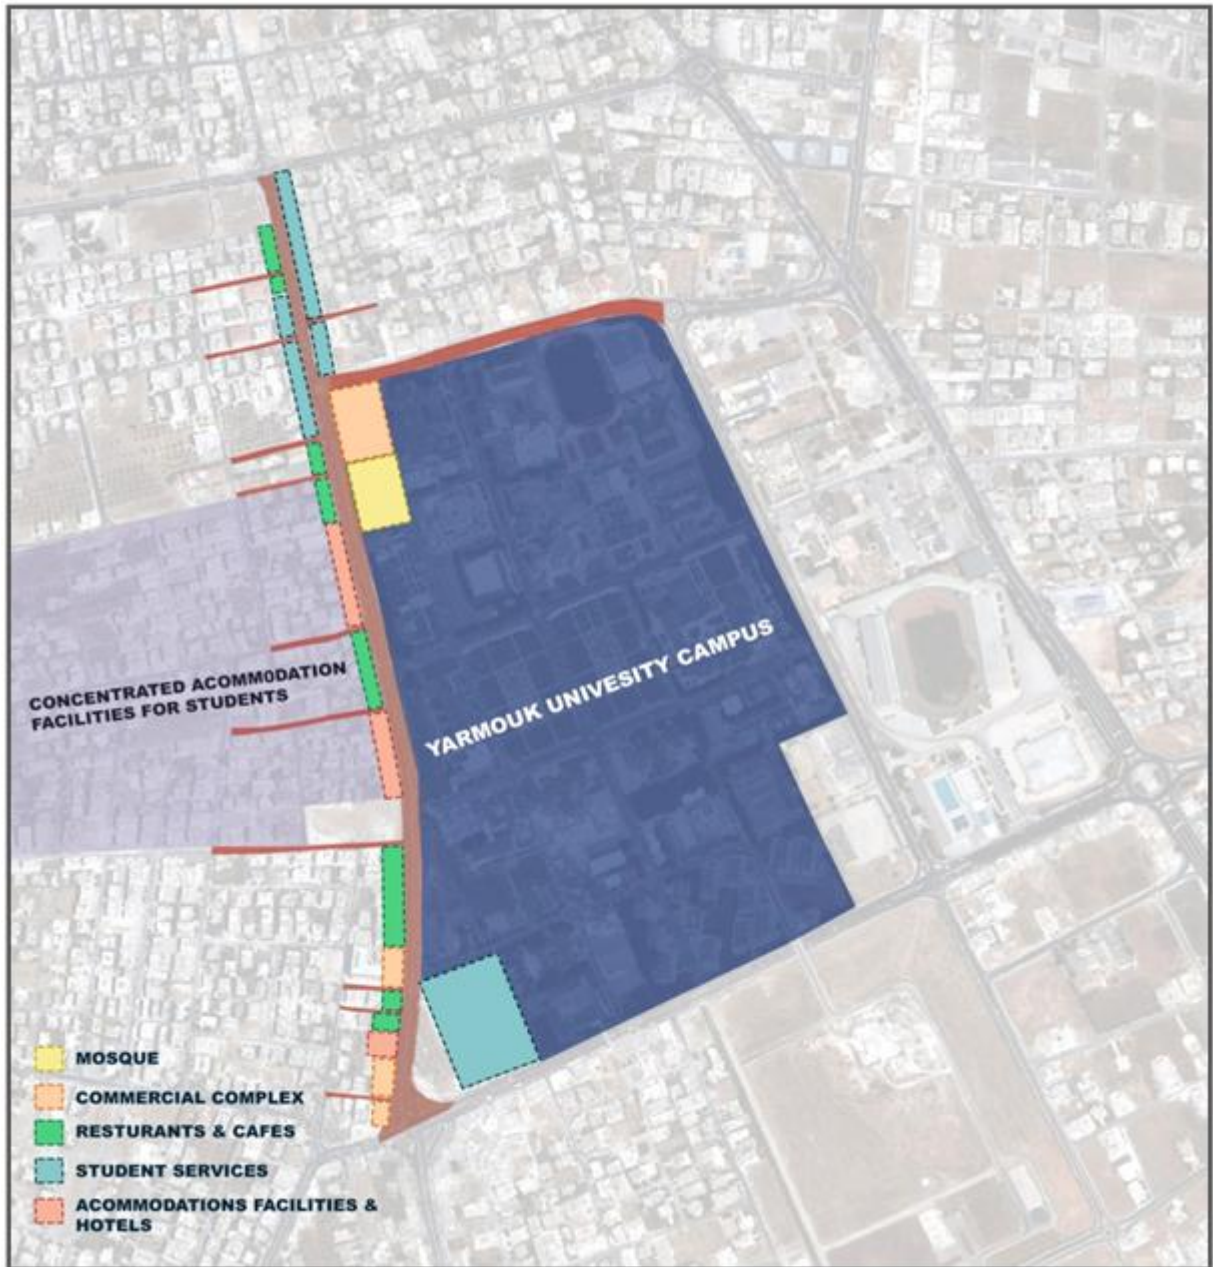 CONCENTRATED ACOMMODATION
FACILITIES FOR STUDENTS
YARMOUK UNIVESITY CAMPUS
MOSQUE
COMMERCIAL COMPLEX
RESTURANTS & CAFES
STUDENT SERVICES
ACOMMODATIONS FACILITIES &
HOTELS